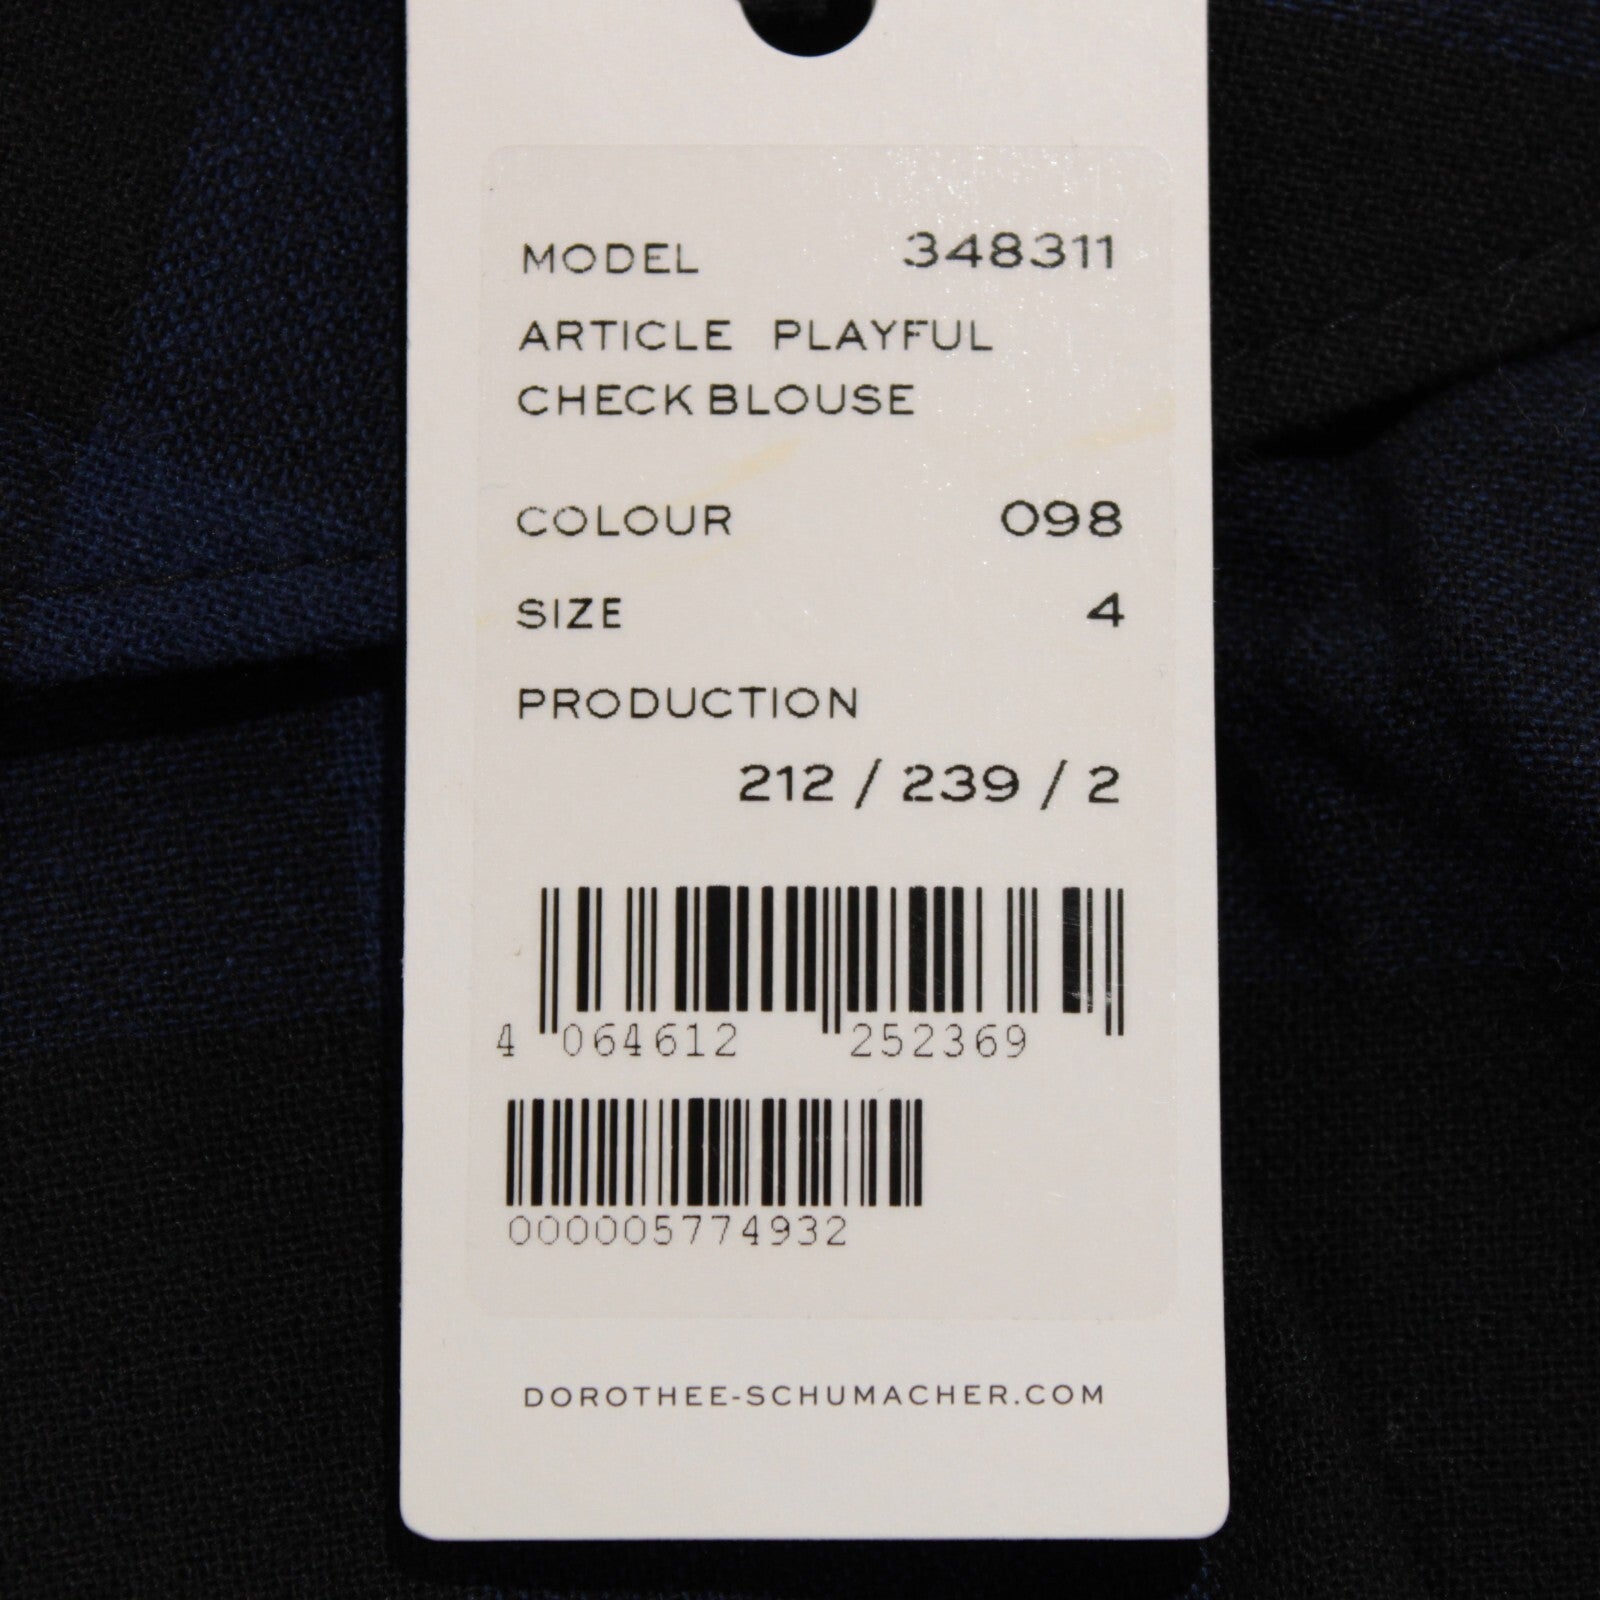 MODEL 348311
ARTICLE PLAYFUL
CHECK BLOUSE
COLOUR 098
SIZE 4
PRODUCTION
212 / 239 / 2
4 064612 252369
000005774932
DOROTHEE-SCHUMACHER.COM